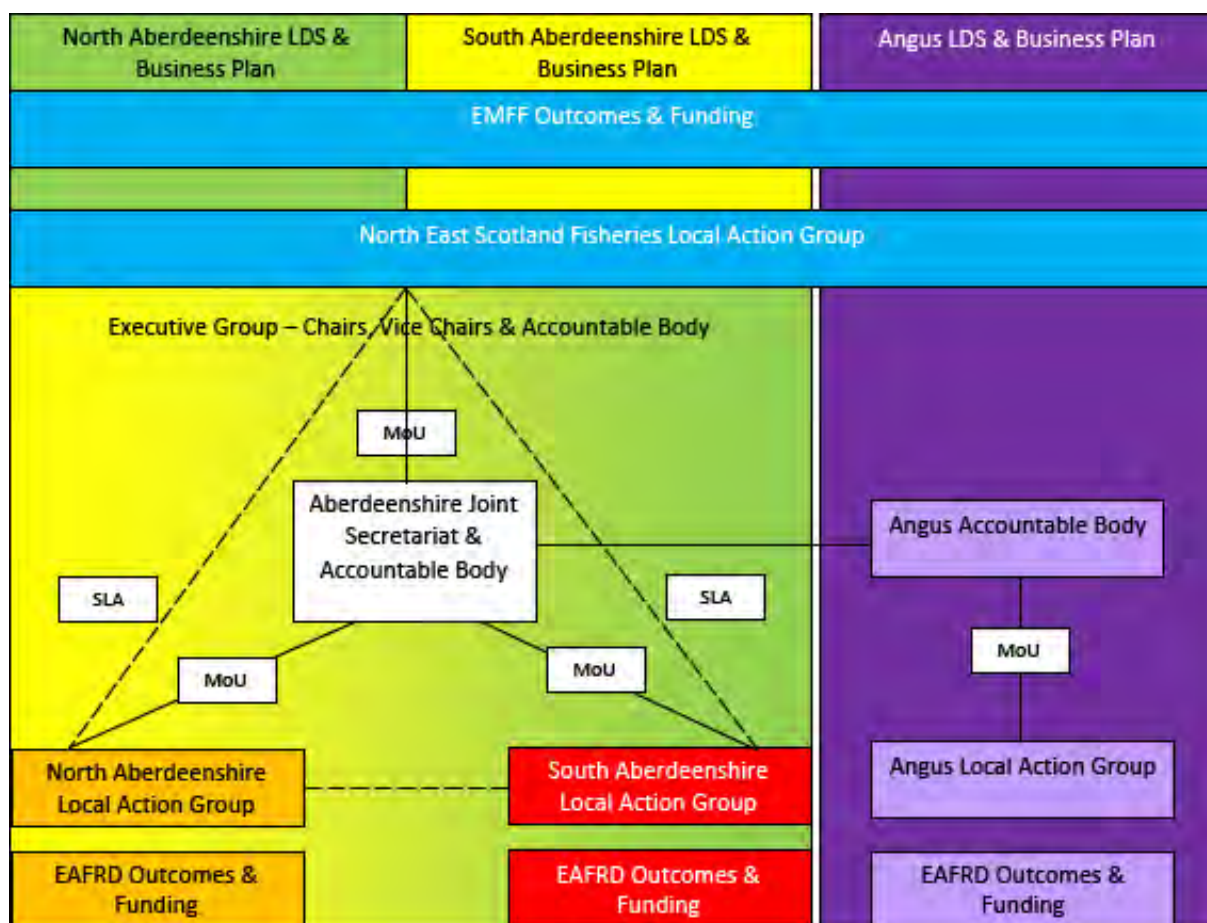 North Aberdeenshire LDS &
Business Plan
South Aberdeenshire LDS &
Business Plan
Angus LDS & Business Plan
EMFF Outcomes & Funding
North East Scotland Fisheries Local Action Group
Executive Group – Chairs, Vice Chairs & Accountable Body
MoU
Aberdeenshire Joint
Secretariat &
Accountable Body
Angus Accountable Body
SLA
SLA
MoU
MoU
MoU
North Aberdeenshire
Local Action Group
South Aberdeenshire
Local Action Group
Angus Local Action Group
EAFRD Outcomes &
Funding
EAFRD Outcomes &
Funding
EAFRD Outcomes &
Funding